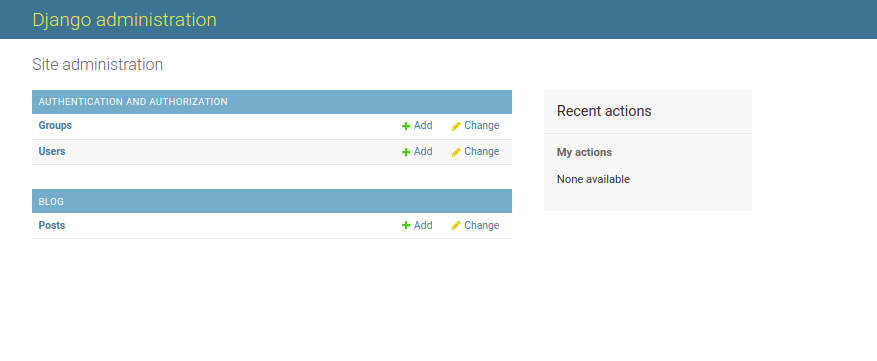 Django administration
Site administration
AUTHENTICATION AND AUTHORIZATION
Groups Add Change
Users Add Change
BLOG
Posts Add Change
Recent actions
My actions
None available